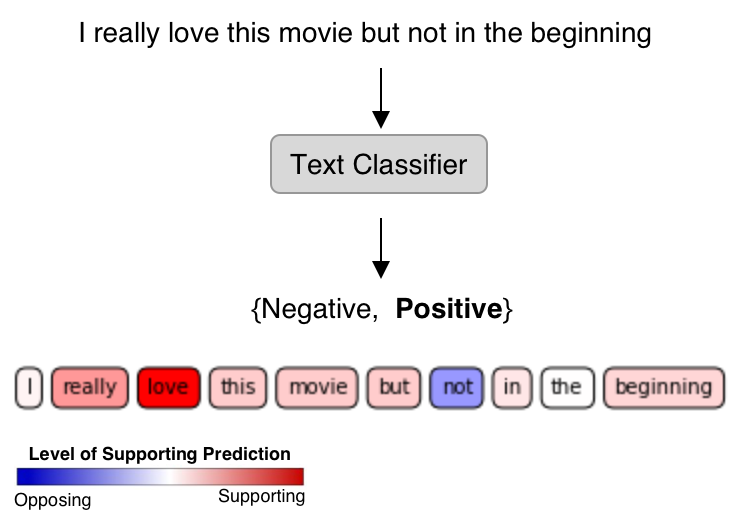 I really love this movie but not in the beginning
Text Classifier
{Negative, Positive}
I really love this movie but not in the beginning
Level of Supporting Prediction
Opposing Supporting